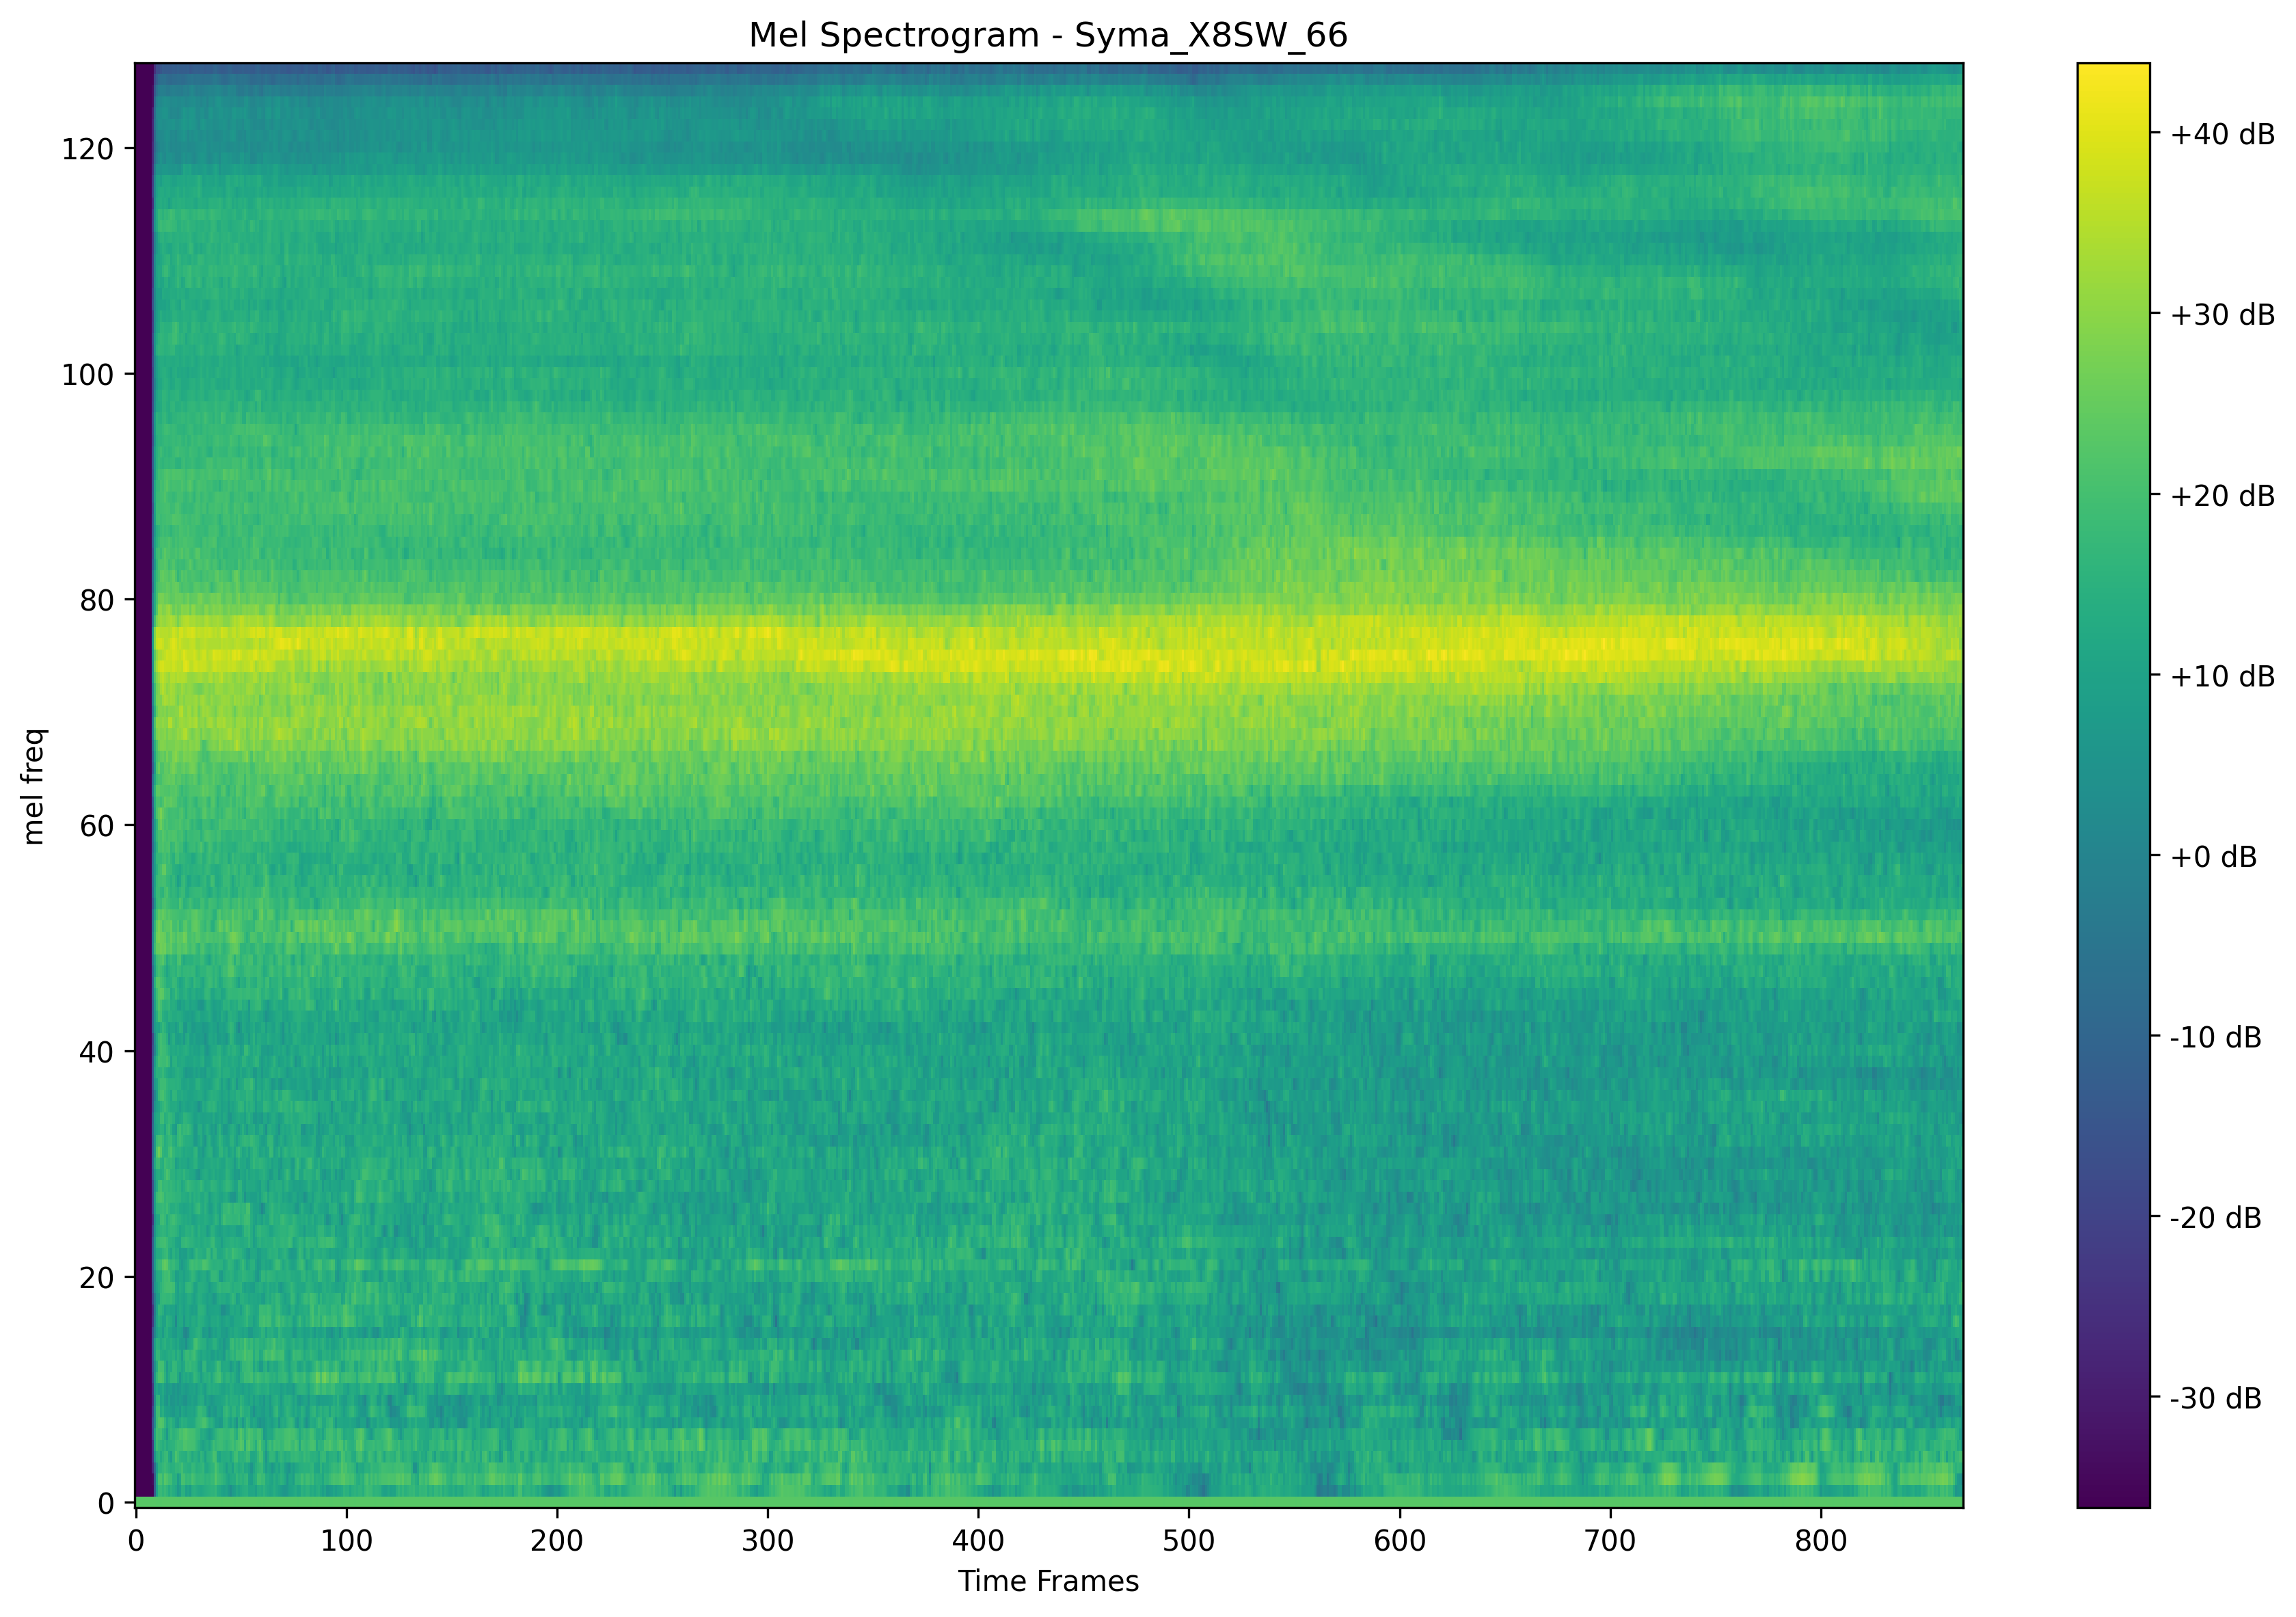 Mel Spectrogram - Syma_X8SW_66
mel freq
120
100
80
60
40
20
0
0 100 200 300 400 500 600 700 800
Time Frames
+40 dB
+30 dB
+20 dB
+10 dB
+0 dB
-10 dB
-20 dB
-30 dB